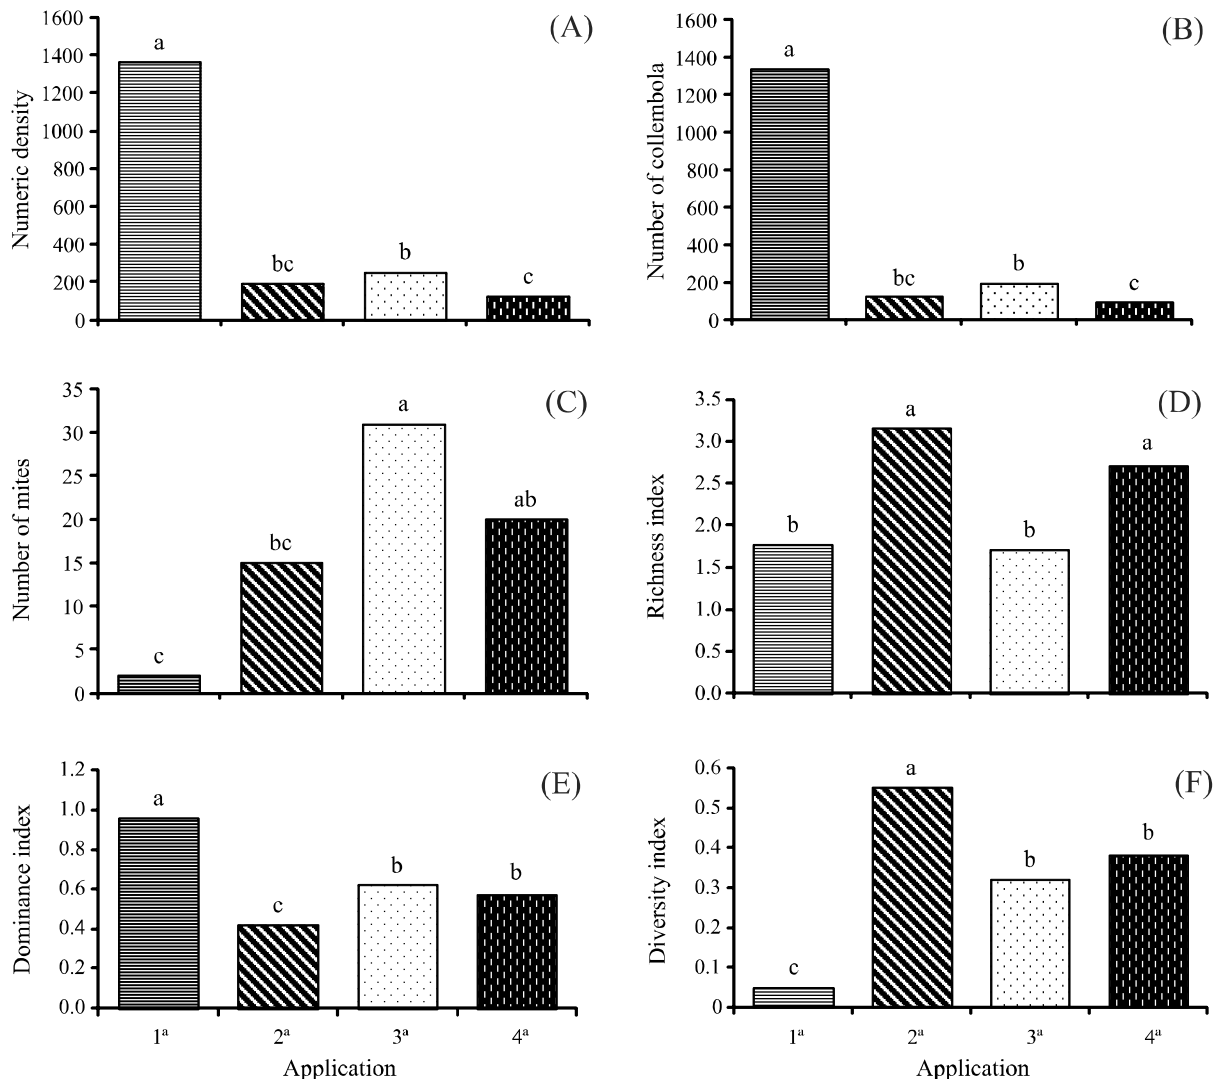 (A)
Numeric density
1600
1400
1200
1000
800
600
400
200
0
a
bc
b
c
(B)
Number of collembola
1600
1400
1200
1000
800
600
400
200
0
a
bc
b
c
(C)
Number of mites
35
30
25
20
15
10
5
0
c
bc
a
ab
(D)
Richness index
3.5
3.0
2.5
2.0
1.5
1.0
0.5
0.0
b
a
b
a
(E)
Dominance index
1.2
1.0
0.8
0.6
0.4
0.2
0.0
a
c
b
b
1ª 2ª 3ª 4ª
Application
(F)
Diversity index
0.6
0.5
0.4
0.3
0.2
0.1
0
c
a
b
b
1ª 2ª 3ª 4ª
Application